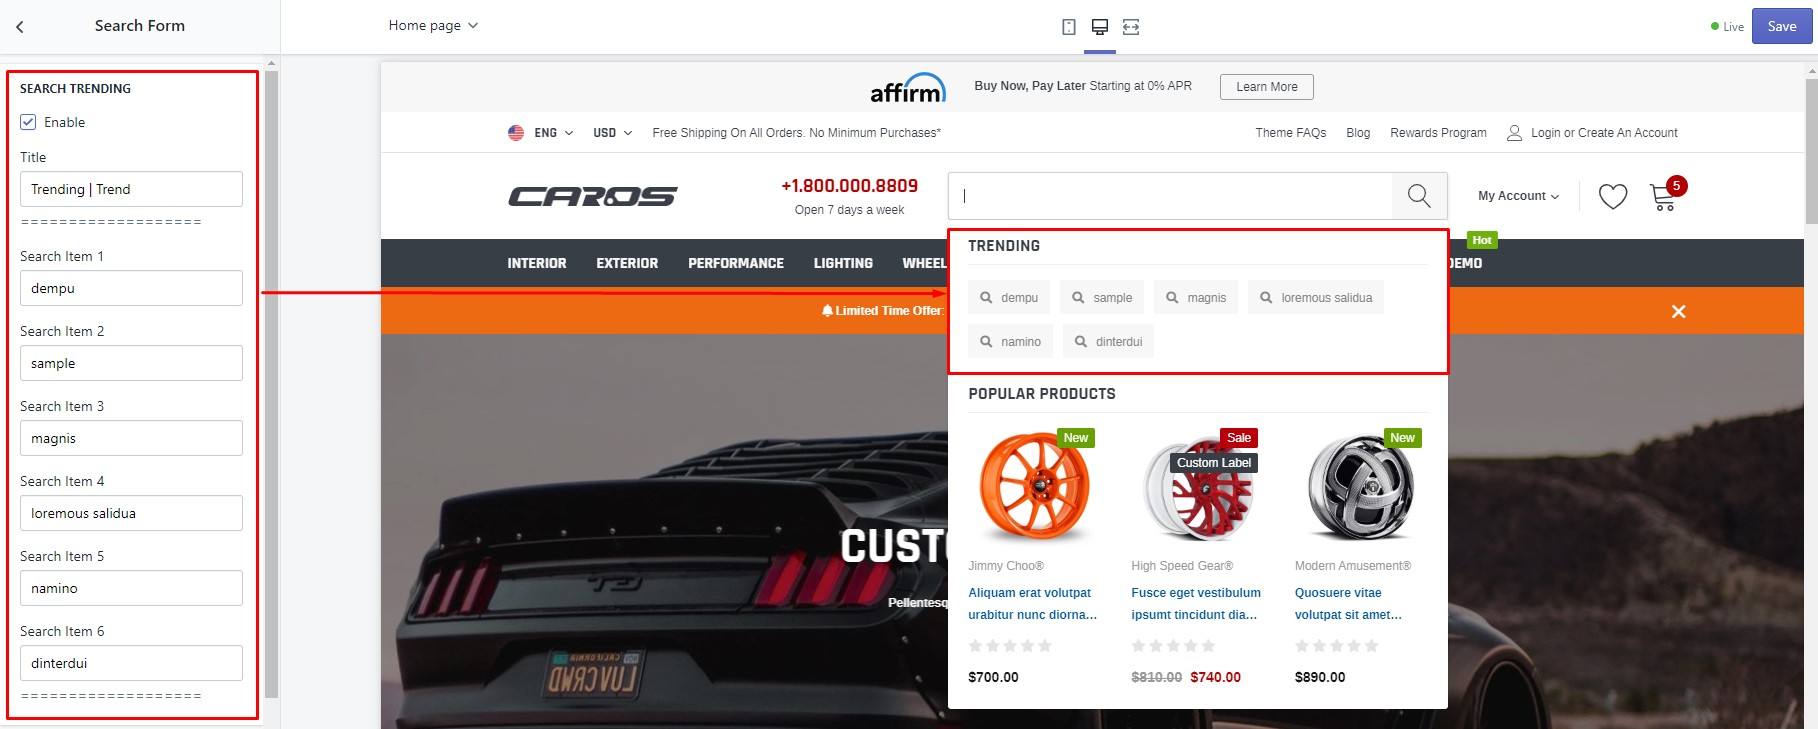 Search Form
Home page
Live
Save
SEARCH TRENDING
Enable
Title
Trending | Trend
===================
Search Item 1
dempu
Search Item 2
sample
Search Item 3
magnis
Search Item 4
loremous salidua
Search Item 5
namino
Search Item 6
dinterdui
===================
affirm
Buy Now, Pay Later Starting at 0% APR
Learn More
ENG
USD
Free Shipping On All Orders. No Minimum Purchases*
Theme FAQs
Blog
Rewards Program
Login or Create An Account
CAROS
+1.800.000.8809
Open 7 days a week
My Account
5
INTERIOR
EXTERIOR
PERFORMANCE
LIGHTING
WHEEL
Hot
DEMO
Limited Time Offer:
TRENDING
dempu
sample
magnis
loremous salidua
namino
dinterdui
POPULAR PRODUCTS
New
Sale
Custom Label
New
Jimmy Choo®
Aliquam erat volutpat
urabitur nunc diorna...
$700.00
High Speed Gear®
Fusce eget vestibulum
ipsumt tincidunt dia...
$810.00 $740.00
Modern Amusement®
Quosuere vitae
volutpat sit amet...
$890.00
CUST
Pellentesq
CALIFORNIA
LUVCRWD